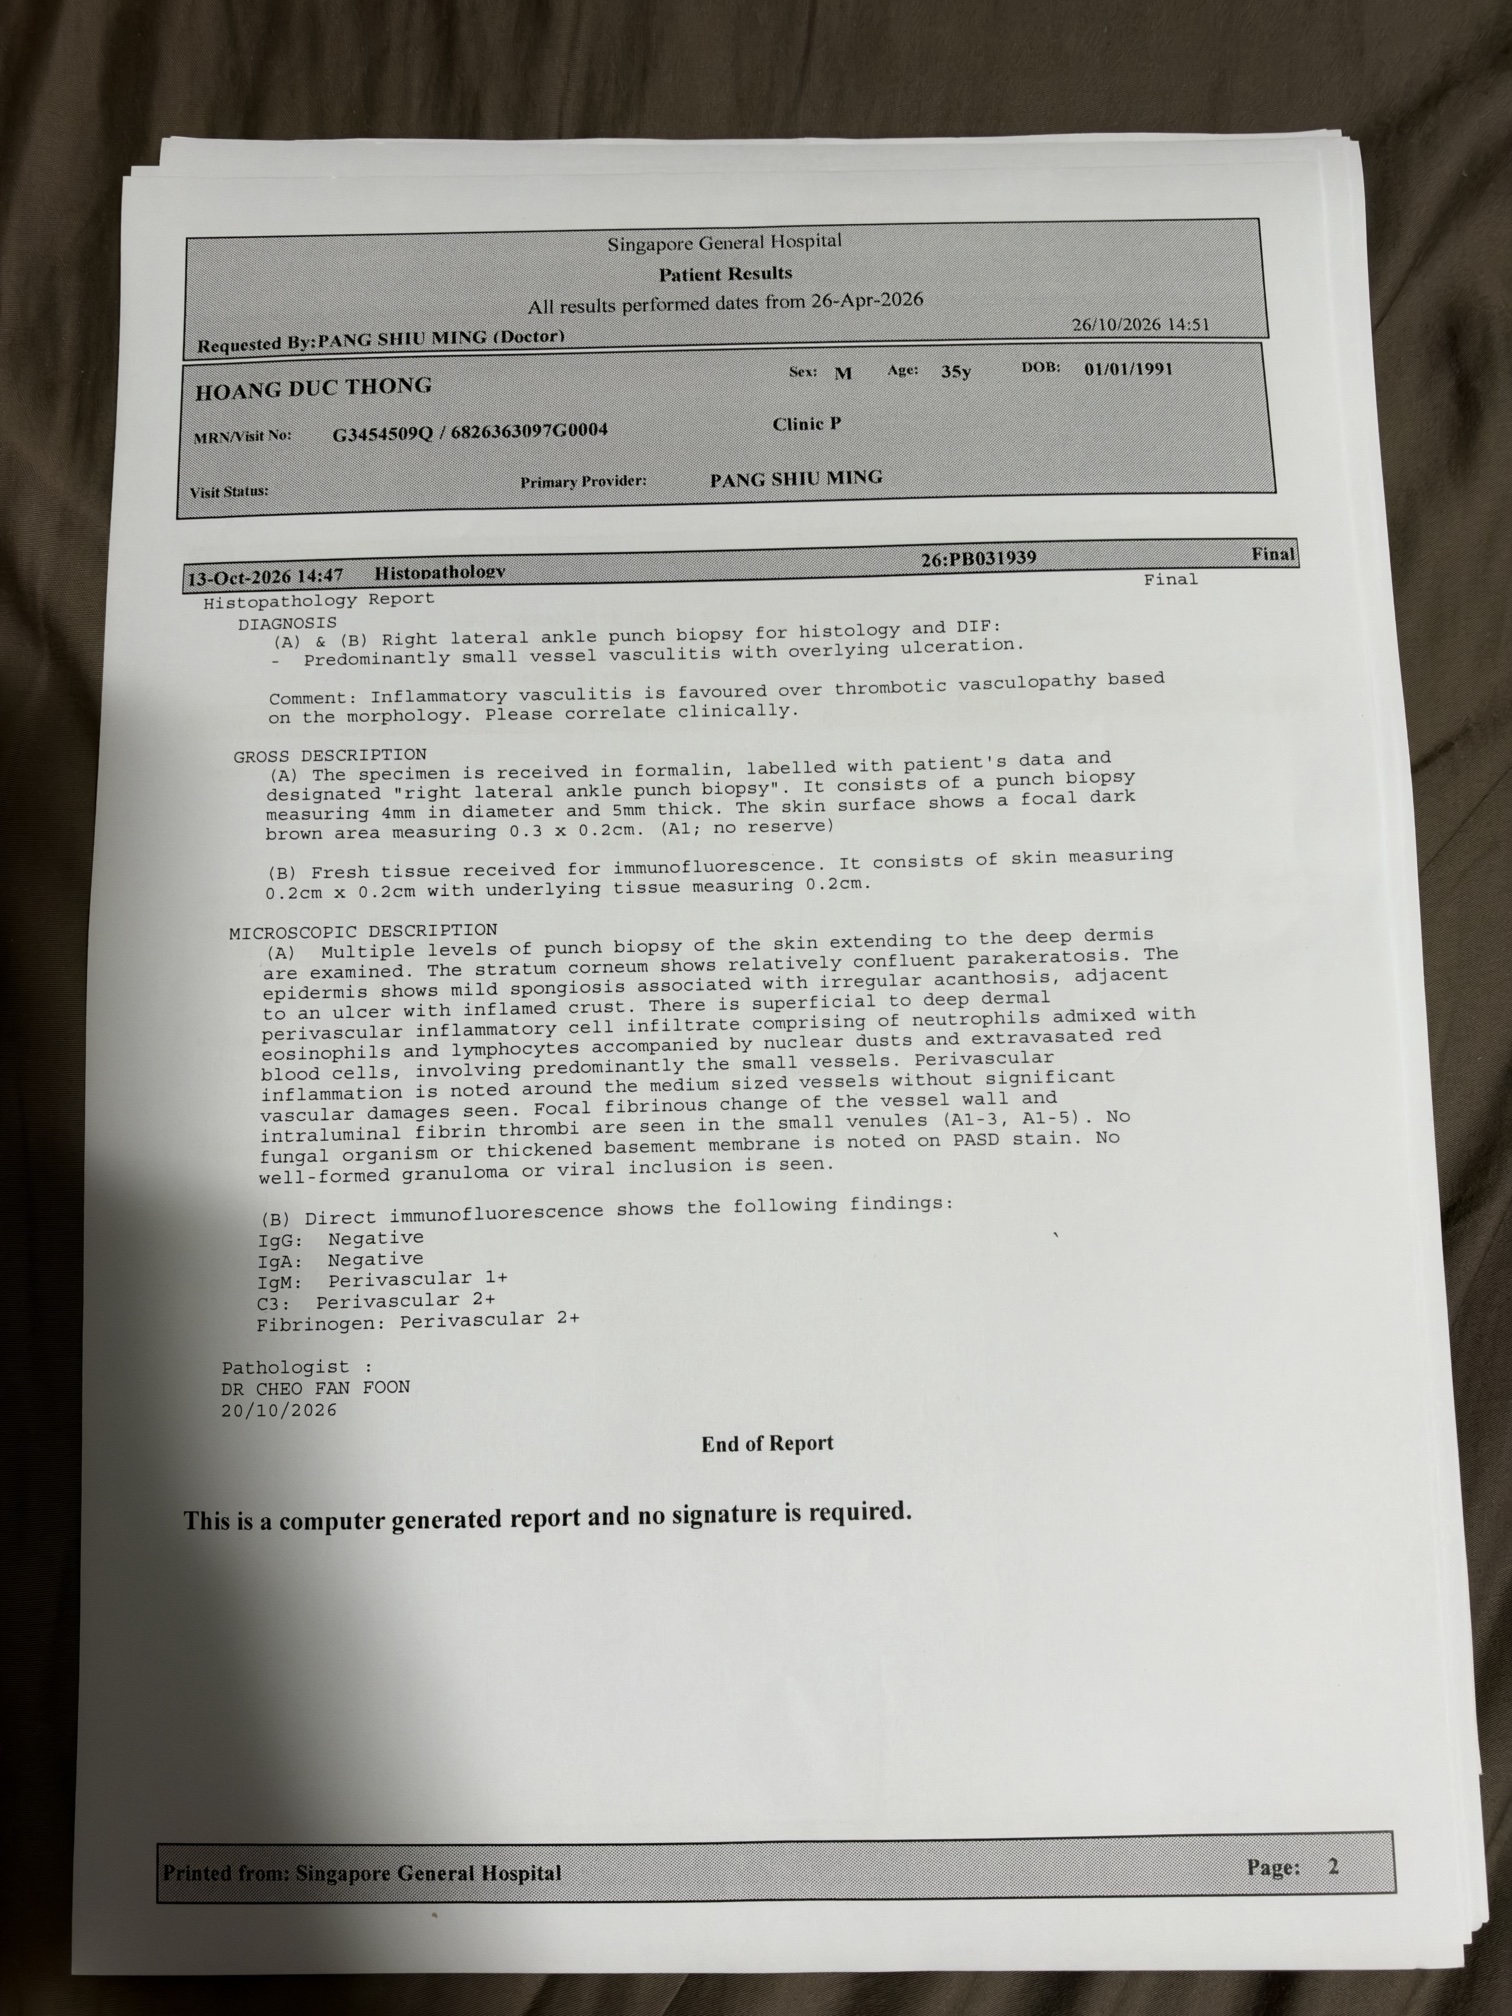 Singapore General Hospital
Patient Results
All results performed dates from 26-Apr-2026
Requested By:PANG SHIU MING (Doctor)
26/10/2026 14:51
HOANG DUC THONG
Sex: M Age: 35y DOB: 01/01/1991
MRN/Visit No: G3454509Q / 6826363097G0004
Clinic P
Visit Status:
Primary Provider: PANG SHIU MING
13-Oct-2026 14:47 Histopathology 26:PB031939 Final
Histopathology Report Final
DIAGNOSIS
(A) & (B) Right lateral ankle punch biopsy for histology and DIF:
- Predominantly small vessel vasculitis with overlying ulceration.
Comment: Inflammatory vasculitis is favoured over thrombotic vasculopathy based
on the morphology. Please correlate clinically.
GROSS DESCRIPTION
(A) The specimen is received in formalin, labelled with patient's data and
designated "right lateral ankle punch biopsy". It consists of a punch biopsy
measuring 4mm in diameter and 5mm thick. The skin surface shows a focal dark
brown area measuring 0.3 x 0.2cm. (A1; no reserve)
(B) Fresh tissue received for immunofluorescence. It consists of skin measuring
0.2cm x 0.2cm with underlying tissue measuring 0.2cm.
MICROSCOPIC DESCRIPTION
(A) Multiple levels of punch biopsy of the skin extending to the deep dermis
are examined. The stratum corneum shows relatively confluent parakeratosis. The
epidermis shows mild spongiosis associated with irregular acanthosis, adjacent
to an ulcer with inflamed crust. There is superficial to deep dermal
perivascular inflammatory cell infiltrate comprising of neutrophils admixed with
eosinophils and lymphocytes accompanied by nuclear dusts and extravasated red
blood cells, involving predominantly the small vessels. Perivascular
inflammation is noted around the medium sized vessels without significant
vascular damages seen. Focal fibrinous change of the vessel wall and
intraluminal fibrin thrombi are seen in the small venules (A1-3, A1-5). No
fungal organism or thickened basement membrane is noted on PASD stain. No
well-formed granuloma or viral inclusion is seen.
(B) Direct immunofluorescence shows the following findings:
IgG: Negative
IgA: Negative
IgM: Perivascular 1+
C3: Perivascular 2+
Fibrinogen: Perivascular 2+
Pathologist :
DR CHEO FAN FOON
20/10/2026
End of Report
This is a computer generated report and no signature is required.
Printed from: Singapore General Hospital
Page: 2